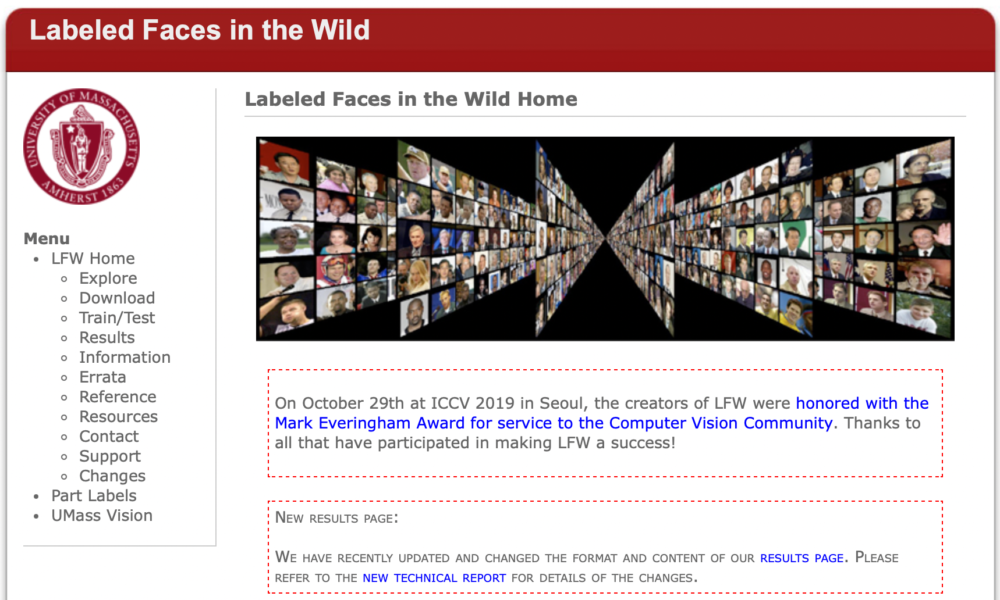 Labeled Faces in the Wild
UNIVERSITY OF MASSACHUSETTS
AMHERST 1863
Menu
LFW Home
Explore
Download
Train/Test
Results
Information
Errata
Reference
Resources
Contact
Support
Changes
Part Labels
UMass Vision
Labeled Faces in the Wild Home
On October 29th at ICCV 2019 in Seoul, the creators of LFW were honored with the
Mark Everingham Award for service to the Computer Vision Community. Thanks to
all that have participated in making LFW a success!
New results page:
We have recently updated and changed the format and content of our results page. Please
refer to the new technical report for details of the changes.